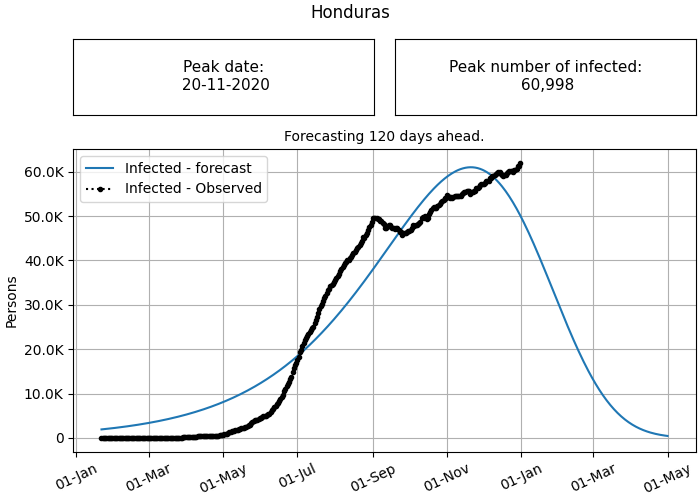 Honduras
Peak date:
20-11-2020
Peak number of infected:
60,998
Forecasting 120 days ahead.
Infected - forecast
Infected - Observed
Persons
60.0K
50.0K
40.0K
30.0K
20.0K
10.0K
0
01-Jan
01-Mar
01-May
01-Jul
01-Sep
01-Nov
01-Jan
01-Mar
01-May